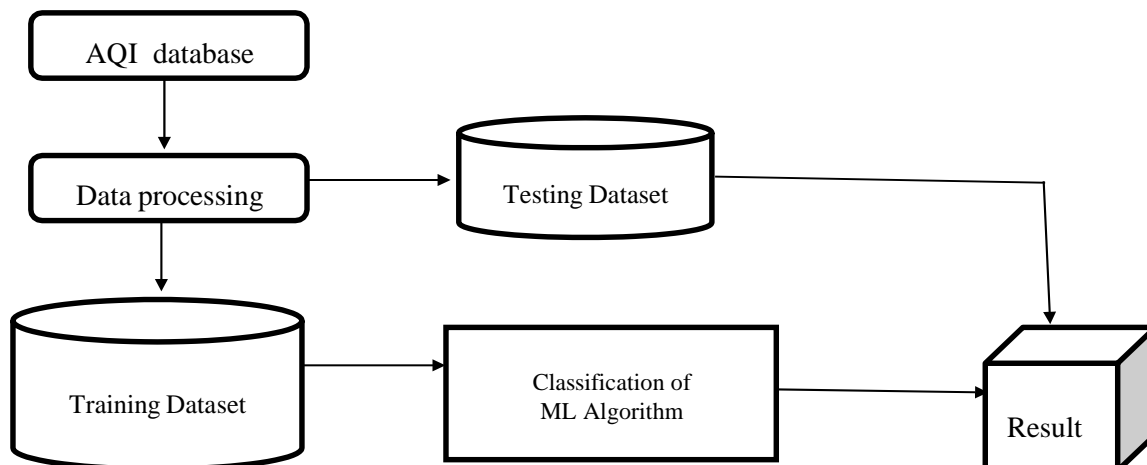 AQI database
Data processing
Testing Dataset
Training Dataset
Classification of
ML Algorithm
Result